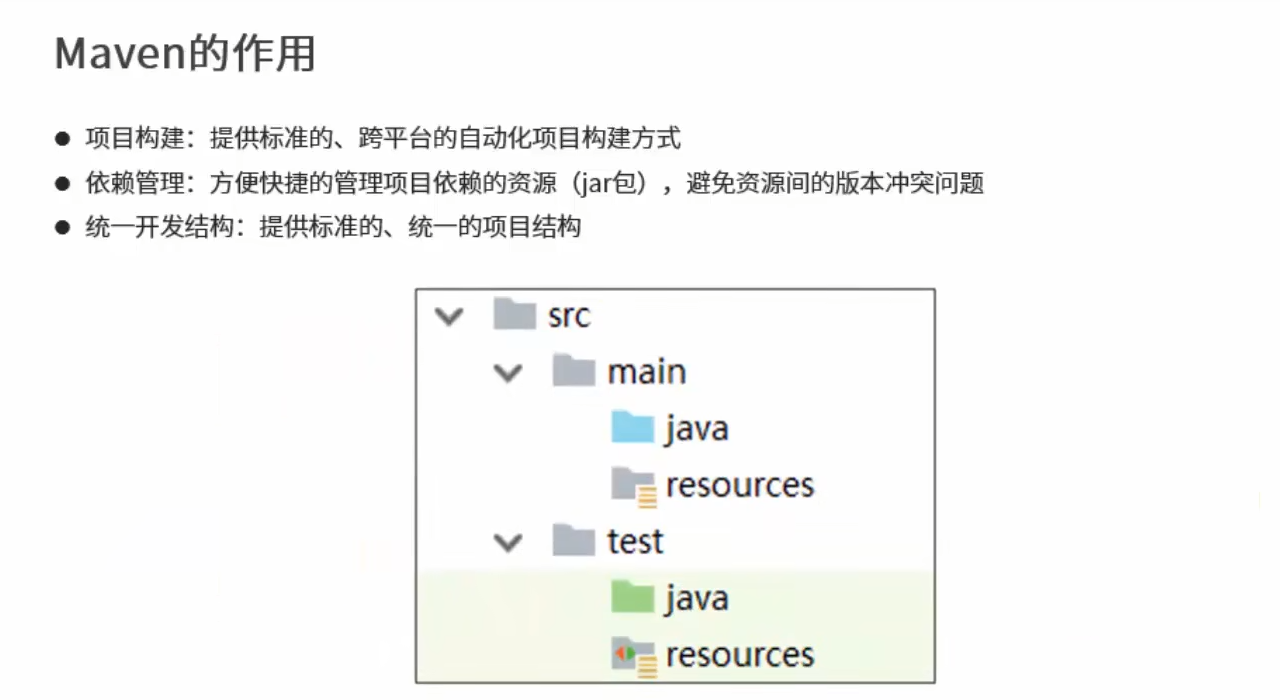 Maven的作用
● 项目构建：提供标准的、跨平台的自动化项目构建方式
● 依赖管理：方便快捷的管理项目依赖的资源（jar包），避免资源间的版本冲突问题
● 统一开发结构：提供标准的、统一的项目结构
src
main
java
resources
test
java
resources